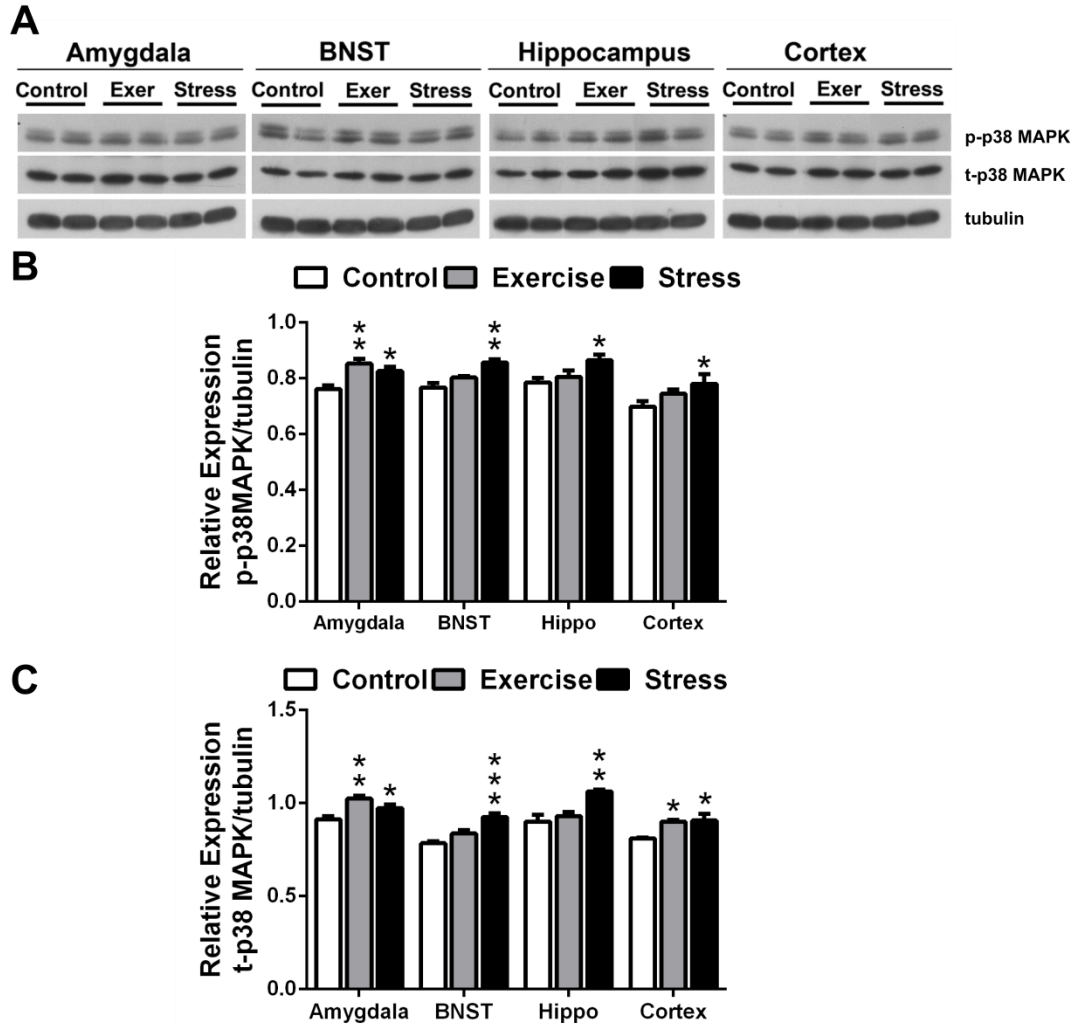 A
Amygdala BNST Hippocampus Cortex
Control Exer Stress Control Exer Stress Control Exer Stress Control Exer Stress
p-p38 MAPK
t-p38 MAPK
tubulin
B
Control Exercise Stress
Relative Expression
p-p38MAPK/tubulin
1.0
0.8
0.6
0.4
0.2
0.0
** * ** * *
Amygdala BNST Hippo Cortex
C
Control Exercise Stress
Relative Expression
t-p38 MAPK/tubulin
1.5
1.0
0.5
0.0
** * *** ** * *
Amygdala BNST Hippo Cortex